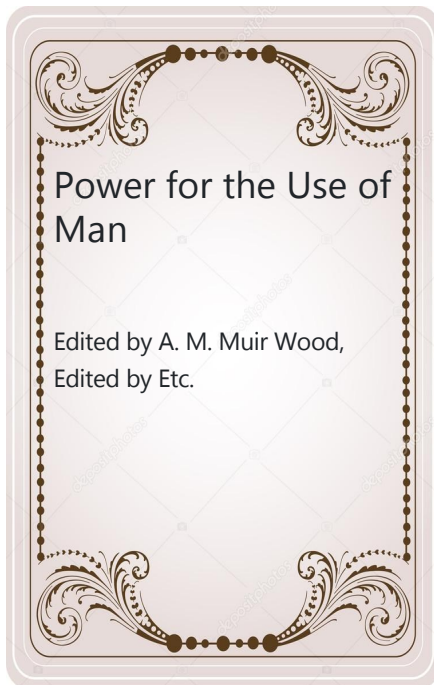 Power for the Use of
Man
Edited by A. M. Muir Wood,
Edited by Etc.